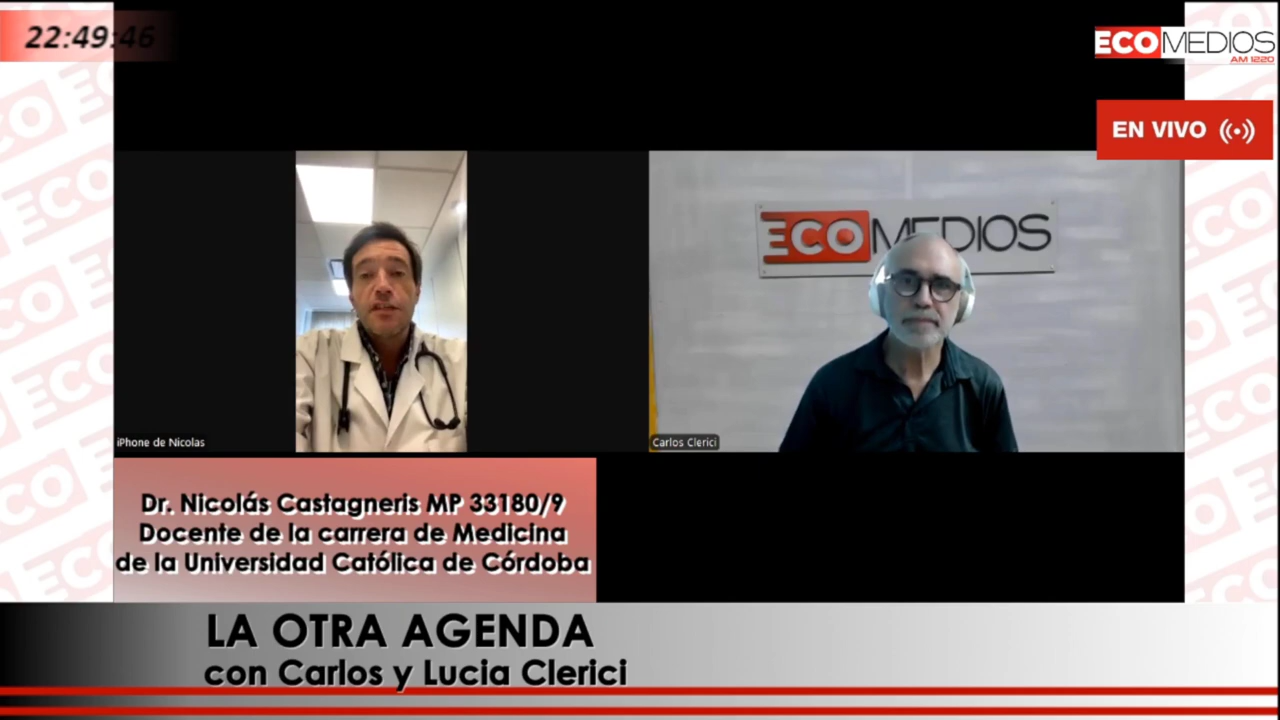 22:49:46
ECOMEDIOS
AM 1220
EN VIVO
ECOMEDIOS
iPhone de Nicolas
Carlos Clerici
Dr. Nicolás Castagneris MP 33180/9
Docente de la carrera de Medicina
de la Universidad Católica de Córdoba
LA OTRA AGENDA
con Carlos y Lucia Clerici